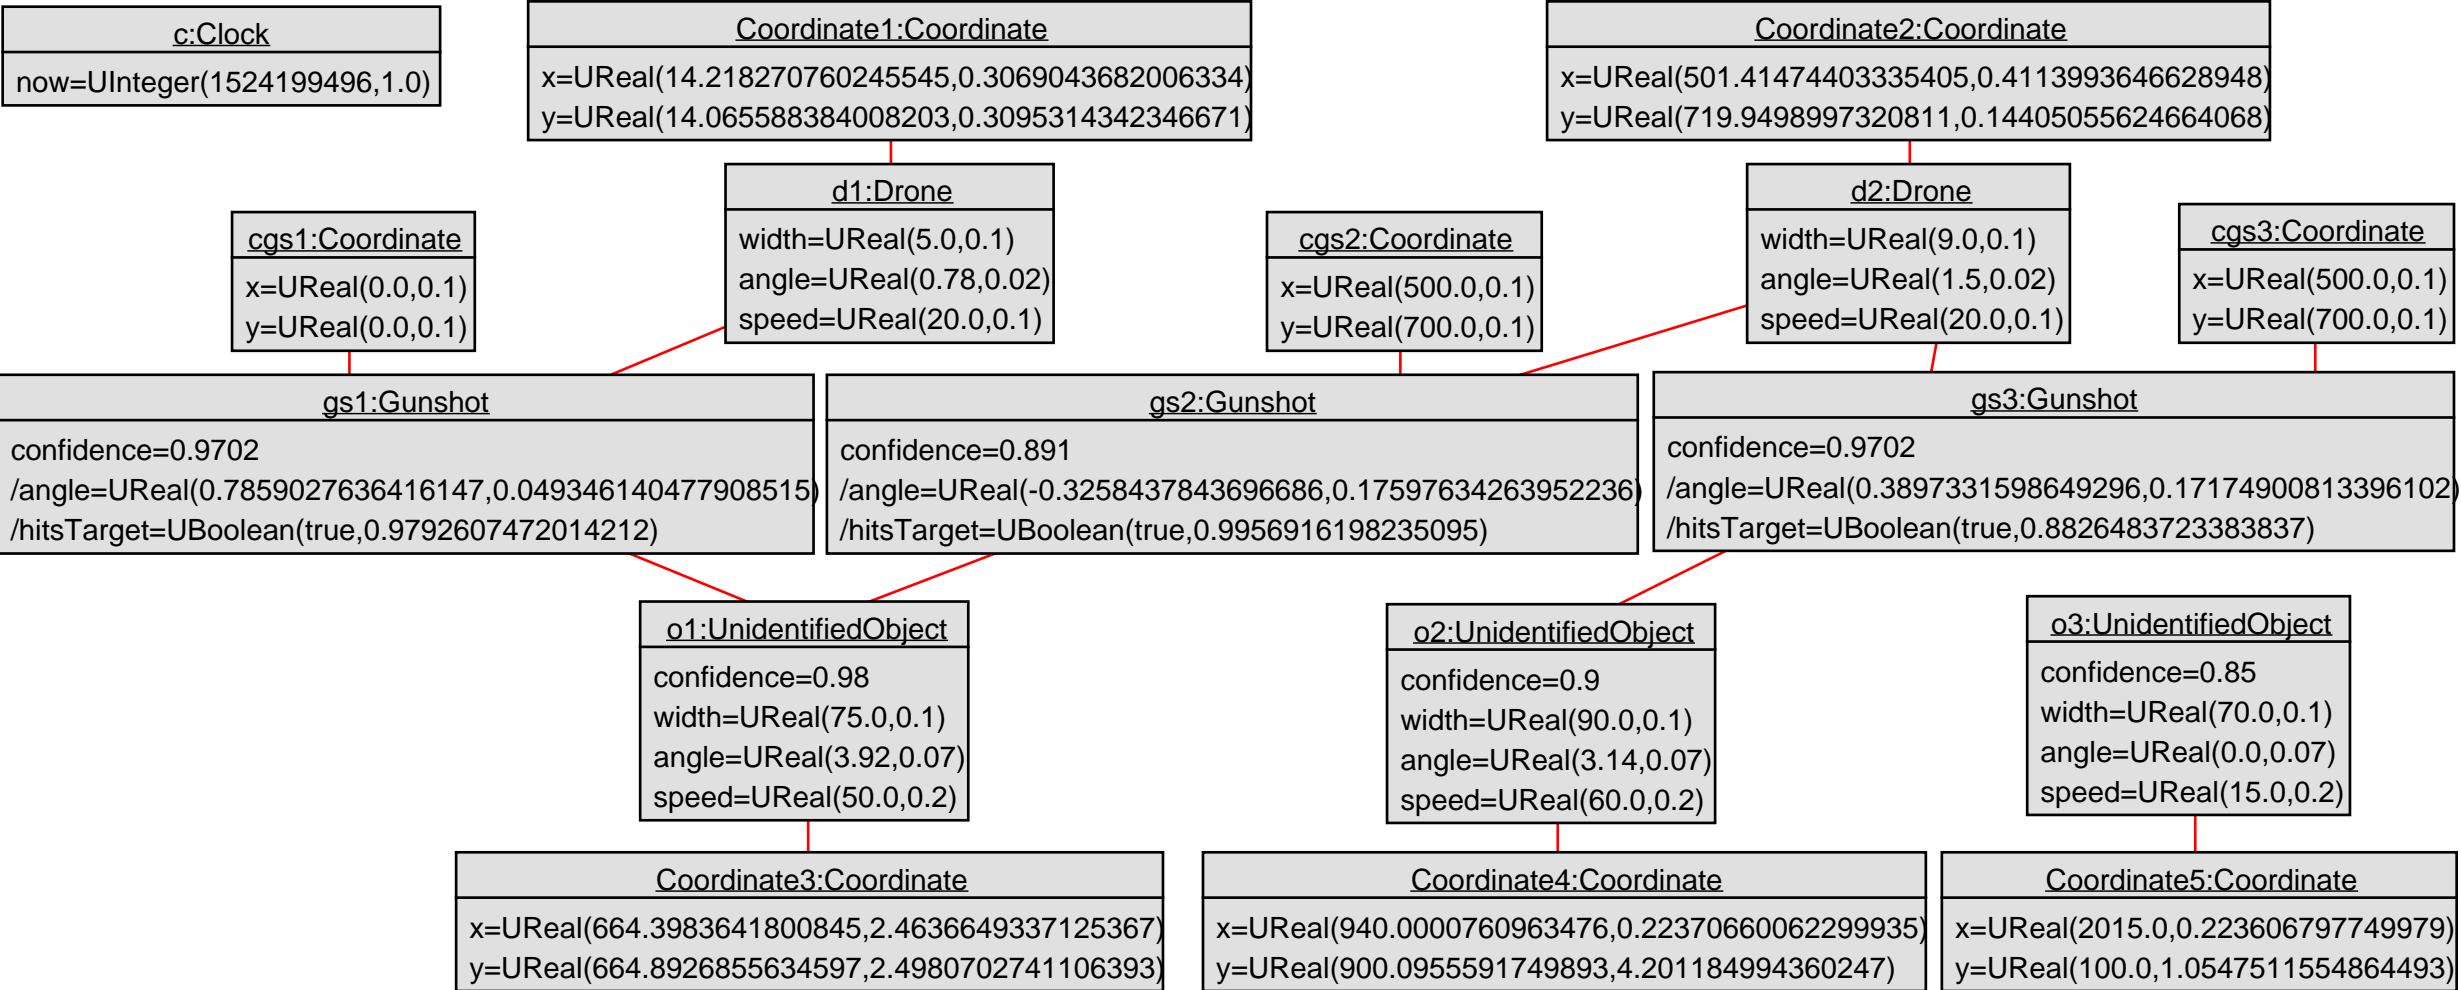 c:Clock
now=UInteger(1524199496,1.0)
Coordinate1:Coordinate
x=UReal(14.218270760245545,0.3069043682006334)
y=UReal(14.065588384008203,0.3095314342346671)
Coordinate2:Coordinate
x=UReal(501.41474403335405,0.4113993646628948)
y=UReal(719.9498997320811,0.14405055624664068)
cgs1:Coordinate
x=UReal(0.0,0.1)
y=UReal(0.0,0.1)
d1:Drone
width=UReal(5.0,0.1)
angle=UReal(0.78,0.02)
speed=UReal(20.0,0.1)
cgs2:Coordinate
x=UReal(500.0,0.1)
y=UReal(700.0,0.1)
d2:Drone
width=UReal(9.0,0.1)
angle=UReal(1.5,0.02)
speed=UReal(20.0,0.1)
cgs3:Coordinate
x=UReal(500.0,0.1)
y=UReal(700.0,0.1)
gs1:Gunshot
confidence=0.9702
/angle=UReal(0.7859027636416147,0.049346140477908515)
/hitsTarget=UBoolean(true,0.9792607472014212)
gs2:Gunshot
confidence=0.891
/angle=UReal(-0.3258437843696686,0.17597634263952236)
/hitsTarget=UBoolean(true,0.9956916198235095)
gs3:Gunshot
confidence=0.9702
/angle=UReal(0.3897331598649296,0.17174900813396102)
/hitsTarget=UBoolean(true,0.8826483723383837)
o1:UnidentifiedObject
confidence=0.98
width=UReal(75.0,0.1)
angle=UReal(3.92,0.07)
speed=UReal(50.0,0.2)
o2:UnidentifiedObject
confidence=0.9
width=UReal(90.0,0.1)
angle=UReal(3.14,0.07)
speed=UReal(60.0,0.2)
o3:UnidentifiedObject
confidence=0.85
width=UReal(70.0,0.1)
angle=UReal(0.0,0.07)
speed=UReal(15.0,0.2)
Coordinate3:Coordinate
x=UReal(664.3983641800845,2.4636649337125367)
y=UReal(664.8926855634597,2.4980702741106393)
Coordinate4:Coordinate
x=UReal(940.0000760963476,0.22370660062299935)
y=UReal(900.0955591749893,4.201184994360247)
Coordinate5:Coordinate
x=UReal(2015.0,0.223606797749979)
y=UReal(100.0,1.0547511554864493)